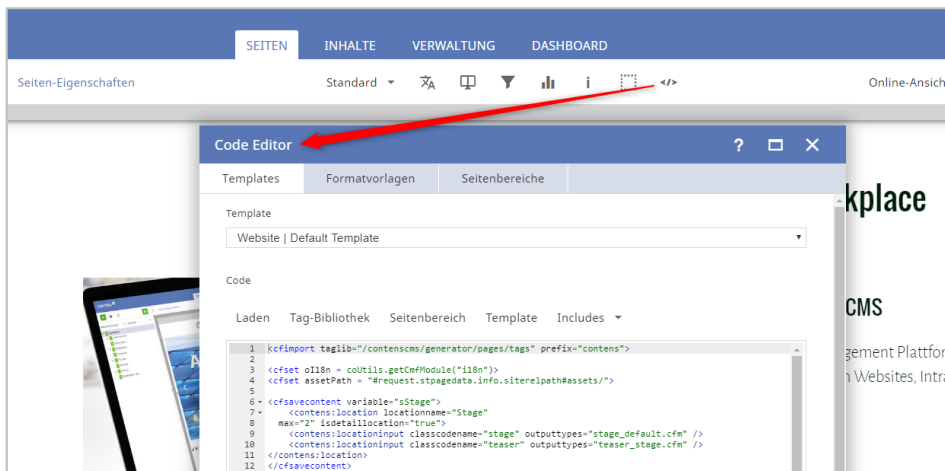 SEITEN INHALTE VERWALTUNG DASHBOARD
Seiten-Eigenschaften Standard i </> Online-Ansich
Code Editor ?
Templates Formatvorlagen Seitenbereiche
kplace
Template
Website | Default Template
Code
CMS
Laden Tag-Bibliothek Seitenbereich Template Includes
1 <cfimport taglib="/contenscms/generator/pages/tags" prefix="contens">
gement Plattfor
2
3 <cfset oI18n = coUtils.getCmfModule("i18n")>
n Websites, Intra
4 <cfset assetPath = "#request.stpagedata.info.siterelpath#assets/">
5
6 <cfsavecontent variable="sStage">
7 <contens:location locationname="Stage"
8 max="2" isdetaillocation="true">
9 <contens:locationinput classcodename="stage" outputtypes="stage_default.cfm" />
10 <contens:locationinput classcodename="teaser" outputtypes="teaser_stage.cfm" />
11 </contens:location>
12 </cfsavecontent>